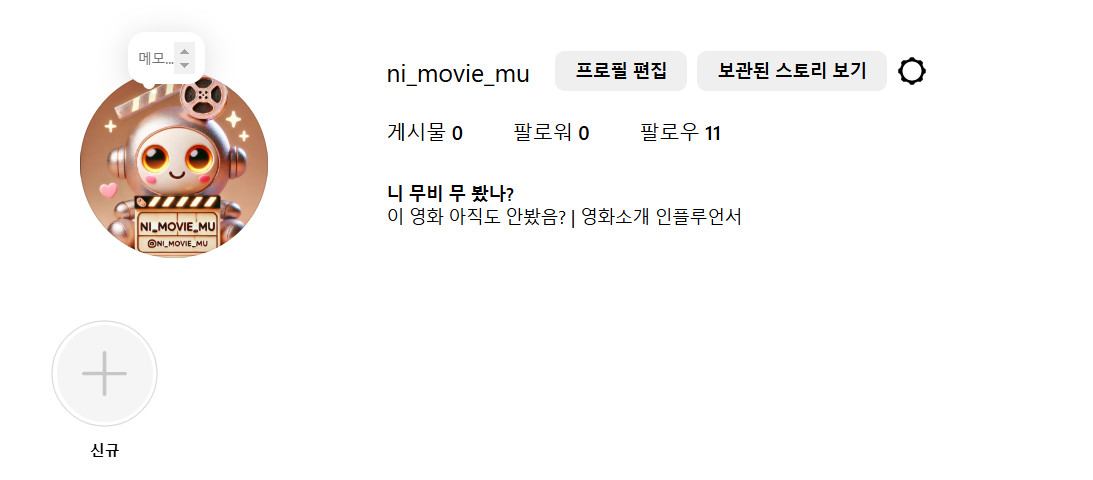 메모...
ni_movie_mu 프로필 편집 보관된 스토리 보기
게시물 0 팔로워 0 팔로우 11
니 무비 무 봤나?
이 영화 아직도 안봤음? | 영화소개 인플루언서
NI_MOVIE_MU
@NI_MOVIE_MU
신규